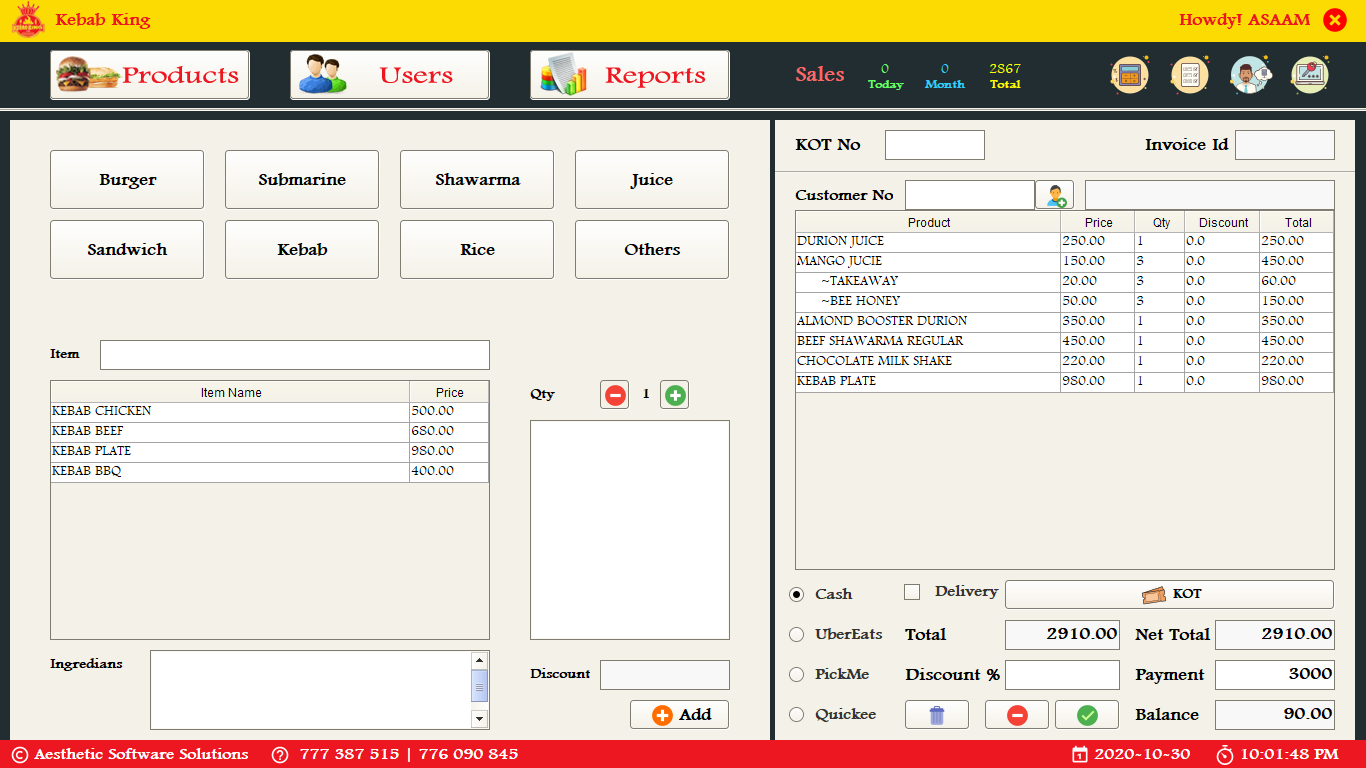 Kebab King
Howdy! ASAAM
Products
Users
Reports
Sales
0 Today
0 Month
2867 Total
Burger
Submarine
Shawarma
Juice
Sandwich
Kebab
Rice
Others
Item
Item Name Price
KEBAB CHICKEN 500.00
KEBAB BEEF 680.00
KEBAB PLATE 980.00
KEBAB BBQ 400.00
Qty 1
Ingredians
Discount
Add
KOT No
Invoice Id
Customer No
Product Price Qty Discount Total
DURION JUICE 250.00 1 0.0 250.00
MANGO JUCIE 150.00 3 0.0 450.00
~TAKEAWAY 20.00 3 0.0 60.00
~BEE HONEY 50.00 3 0.0 150.00
ALMOND BOOSTER DURION 350.00 1 0.0 350.00
BEEF SHAWARMA REGULAR 450.00 1 0.0 450.00
CHOCOLATE MILK SHAKE 220.00 1 0.0 220.00
KEBAB PLATE 980.00 1 0.0 980.00
Cash
Delivery
KOT
UberEats
Total 2910.00
Net Total 2910.00
PickMe
Discount %
Payment 3000
Quickee
Balance 90.00
© Aesthetic Software Solutions
777 387 515 | 776 090 845
2020-10-30
10:01:48 PM